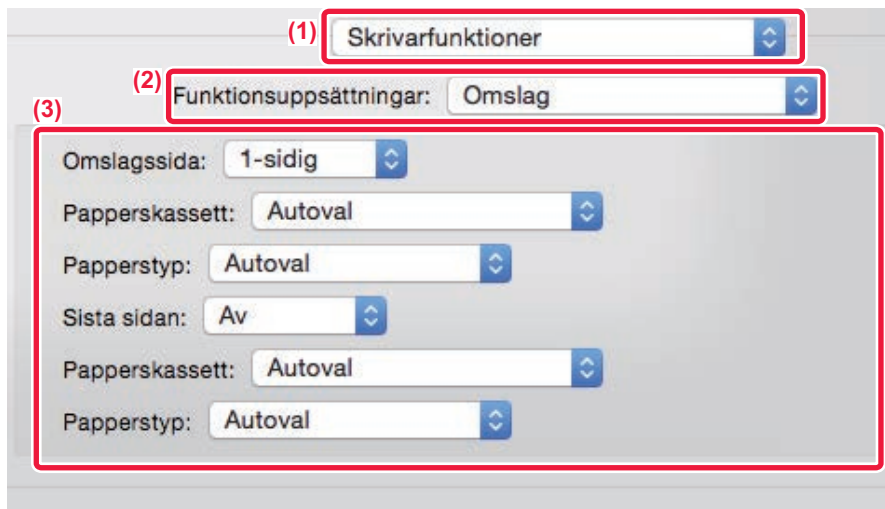 (1) Skrivarfunktioner
(2) Funktionsuppsättningar: Omslag
(3)
Omslagssida: 1-sidig
Papperskassett: Autoval
Papperstyp: Autoval
Sista sidan: Av
Papperskassett: Autoval
Papperstyp: Autoval